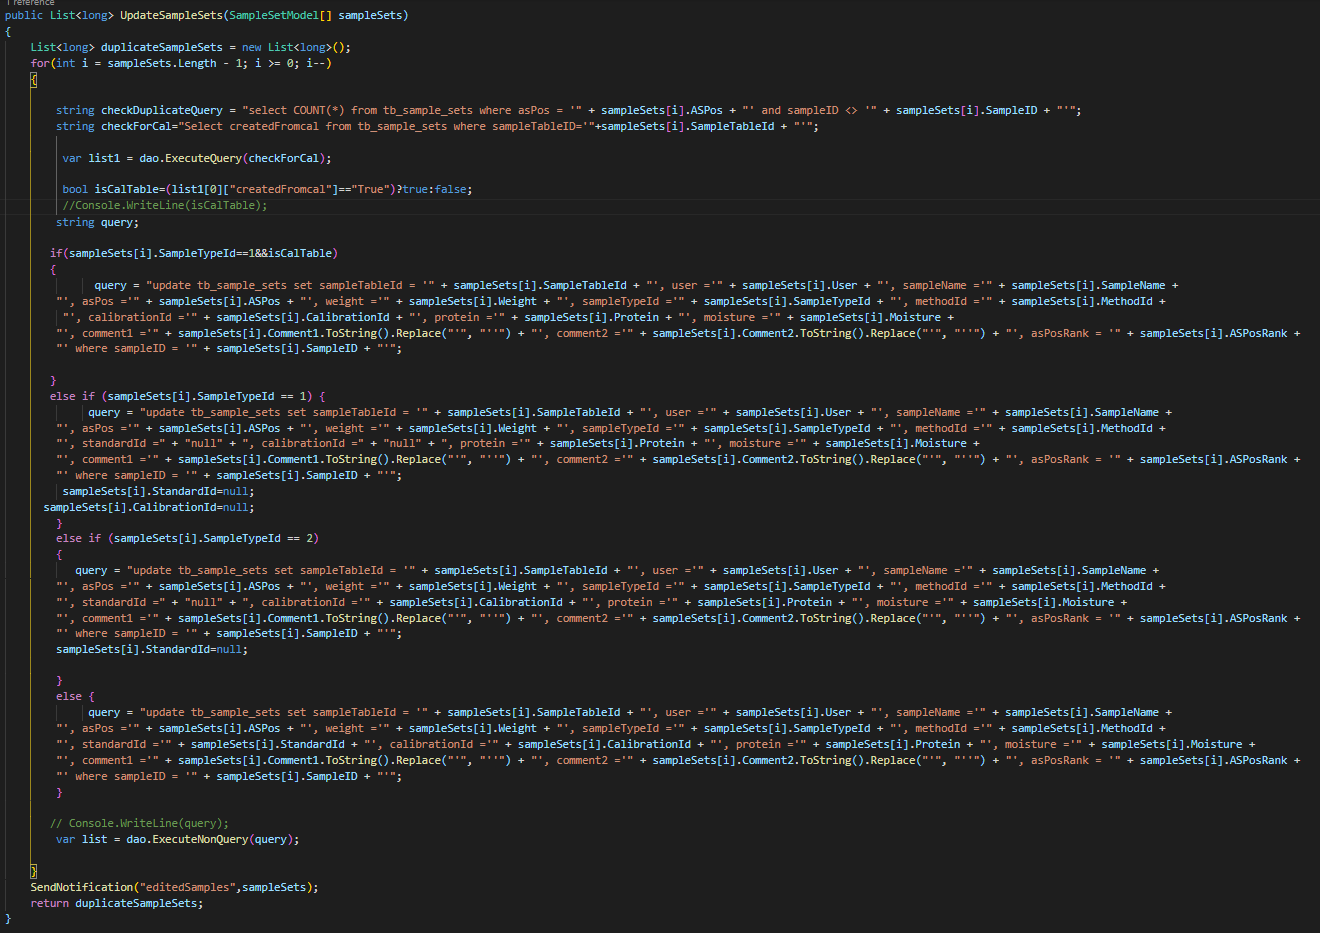 1 reference
public List<long> UpdateSampleSets(SampleSetModel[] sampleSets)
{
List<long> duplicateSampleSets = new List<long>();
for(int i = sampleSets.Length - 1; i >= 0; i--)
{
string checkDuplicateQuery = "select COUNT(*) from tb_sample_sets where asPos = '" + sampleSets[i].ASPos + "' and sampleID <> '" + sampleSets[i].SampleID + "'";
string checkForCal="Select createdFromcal from tb_sample_sets where sampleTableID='"+sampleSets[i].SampleTableId + "'";
var list1 = dao.ExecuteQuery(checkForCal);
bool isCalTable=(list1[0]["createdFromcal"]=="True")?true:false;
//Console.WriteLine(isCalTable);
string query;
if(sampleSets[i].SampleTypeId==1&&isCalTable)
{
query = "update tb_sample_sets set sampleTableId = '" + sampleSets[i].SampleTableId + "', user ='" + sampleSets[i].User + "', sampleName ='" + sampleSets[i].SampleName +
"', asPos ='" + sampleSets[i].ASPos + "', weight ='" + sampleSets[i].Weight + "', sampleTypeId ='" + sampleSets[i].SampleTypeId + "', methodId ='" + sampleSets[i].MethodId +
"', calibrationId ='" + sampleSets[i].CalibrationId + "', protein ='" + sampleSets[i].Protein + "', moisture ='" + sampleSets[i].Moisture +
"', comment1 ='" + sampleSets[i].Comment1.ToString().Replace("'", "''") + "', comment2 ='" + sampleSets[i].Comment2.ToString().Replace("'", "''") + "', asPosRank = '" + sampleSets[i].ASPosRank +
"' where sampleID = '" + sampleSets[i].SampleID + "'";
}
else if (sampleSets[i].SampleTypeId == 1) {
query = "update tb_sample_sets set sampleTableId = '" + sampleSets[i].SampleTableId + "', user ='" + sampleSets[i].User + "', sampleName ='" + sampleSets[i].SampleName +
"', asPos ='" + sampleSets[i].ASPos + "', weight ='" + sampleSets[i].Weight + "', sampleTypeId ='" + sampleSets[i].SampleTypeId + "', methodId ='" + sampleSets[i].MethodId +
"', standardId =" + "null" + ", calibrationId =" + "null" + ", protein ='" + sampleSets[i].Protein + "', moisture ='" + sampleSets[i].Moisture +
"', comment1 ='" + sampleSets[i].Comment1.ToString().Replace("'", "''") + "', comment2 ='" + sampleSets[i].Comment2.ToString().Replace("'", "''") + "', asPosRank = '" + sampleSets[i].ASPosRank +
"' where sampleID = '" + sampleSets[i].SampleID + "'";
sampleSets[i].StandardId=null;
sampleSets[i].CalibrationId=null;
}
else if (sampleSets[i].SampleTypeId == 2)
{
query = "update tb_sample_sets set sampleTableId = '" + sampleSets[i].SampleTableId + "', user ='" + sampleSets[i].User + "', sampleName ='" + sampleSets[i].SampleName +
"', asPos ='" + sampleSets[i].ASPos + "', weight ='" + sampleSets[i].Weight + "', sampleTypeId ='" + sampleSets[i].SampleTypeId + "', methodId ='" + sampleSets[i].MethodId +
"', standardId =" + "null" + ", calibrationId ='" + sampleSets[i].CalibrationId + "', protein ='" + sampleSets[i].Protein + "', moisture ='" + sampleSets[i].Moisture +
"', comment1 ='" + sampleSets[i].Comment1.ToString().Replace("'", "''") + "', comment2 ='" + sampleSets[i].Comment2.ToString().Replace("'", "''") + "', asPosRank = '" + sampleSets[i].ASPosRank +
"' where sampleID = '" + sampleSets[i].SampleID + "'";
sampleSets[i].StandardId=null;
}
else {
query = "update tb_sample_sets set sampleTableId = '" + sampleSets[i].SampleTableId + "', user ='" + sampleSets[i].User + "', sampleName ='" + sampleSets[i].SampleName +
"', asPos ='" + sampleSets[i].ASPos + "', weight ='" + sampleSets[i].Weight + "', sampleTypeId ='" + sampleSets[i].SampleTypeId + "', methodId ='" + sampleSets[i].MethodId +
"', standardId ='" + sampleSets[i].StandardId + "', calibrationId ='" + sampleSets[i].CalibrationId + "', protein ='" + sampleSets[i].Protein + "', moisture ='" + sampleSets[i].Moisture +
"', comment1 ='" + sampleSets[i].Comment1.ToString().Replace("'", "''") + "', comment2 ='" + sampleSets[i].Comment2.ToString().Replace("'", "''") + "', asPosRank = '" + sampleSets[i].ASPosRank +
"' where sampleID = '" + sampleSets[i].SampleID + "'";
}
// Console.WriteLine(query);
var list = dao.ExecuteNonQuery(query);
}
SendNotification("editedSamples",sampleSets);
return duplicateSampleSets;
}